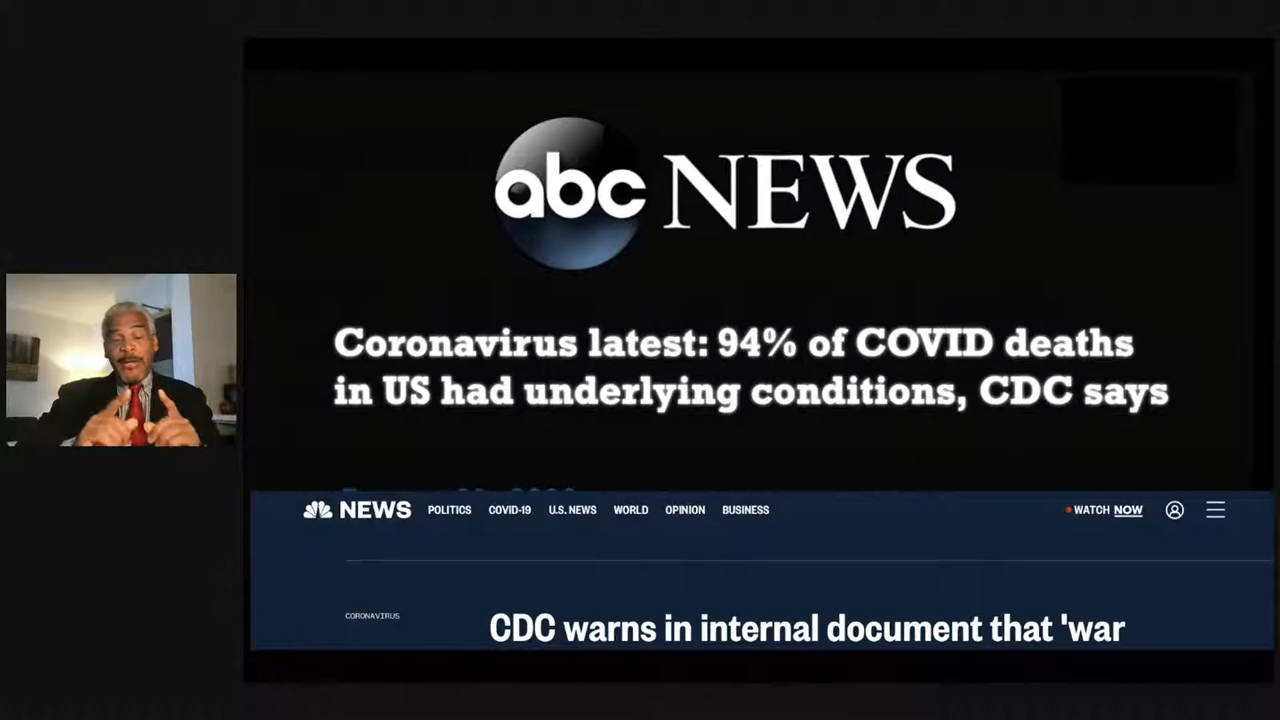 abc NEWS
Coronavirus latest: 94% of COVID deaths
in US had underlying conditions, CDC says
NEWS POLITICS COVID-19 U.S. NEWS WORLD OPINION BUSINESS WATCH NOW
CORONAVIRUS
CDC warns in internal document that 'war